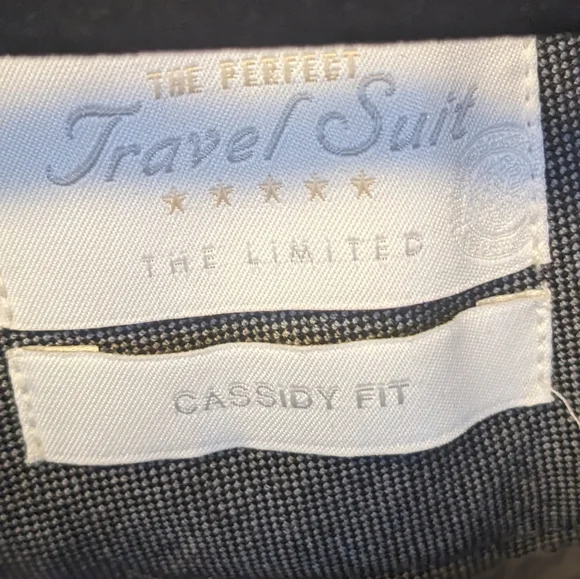 THE PERFECT
Travel Suit
THE LIMITED
CASSIDY FIT